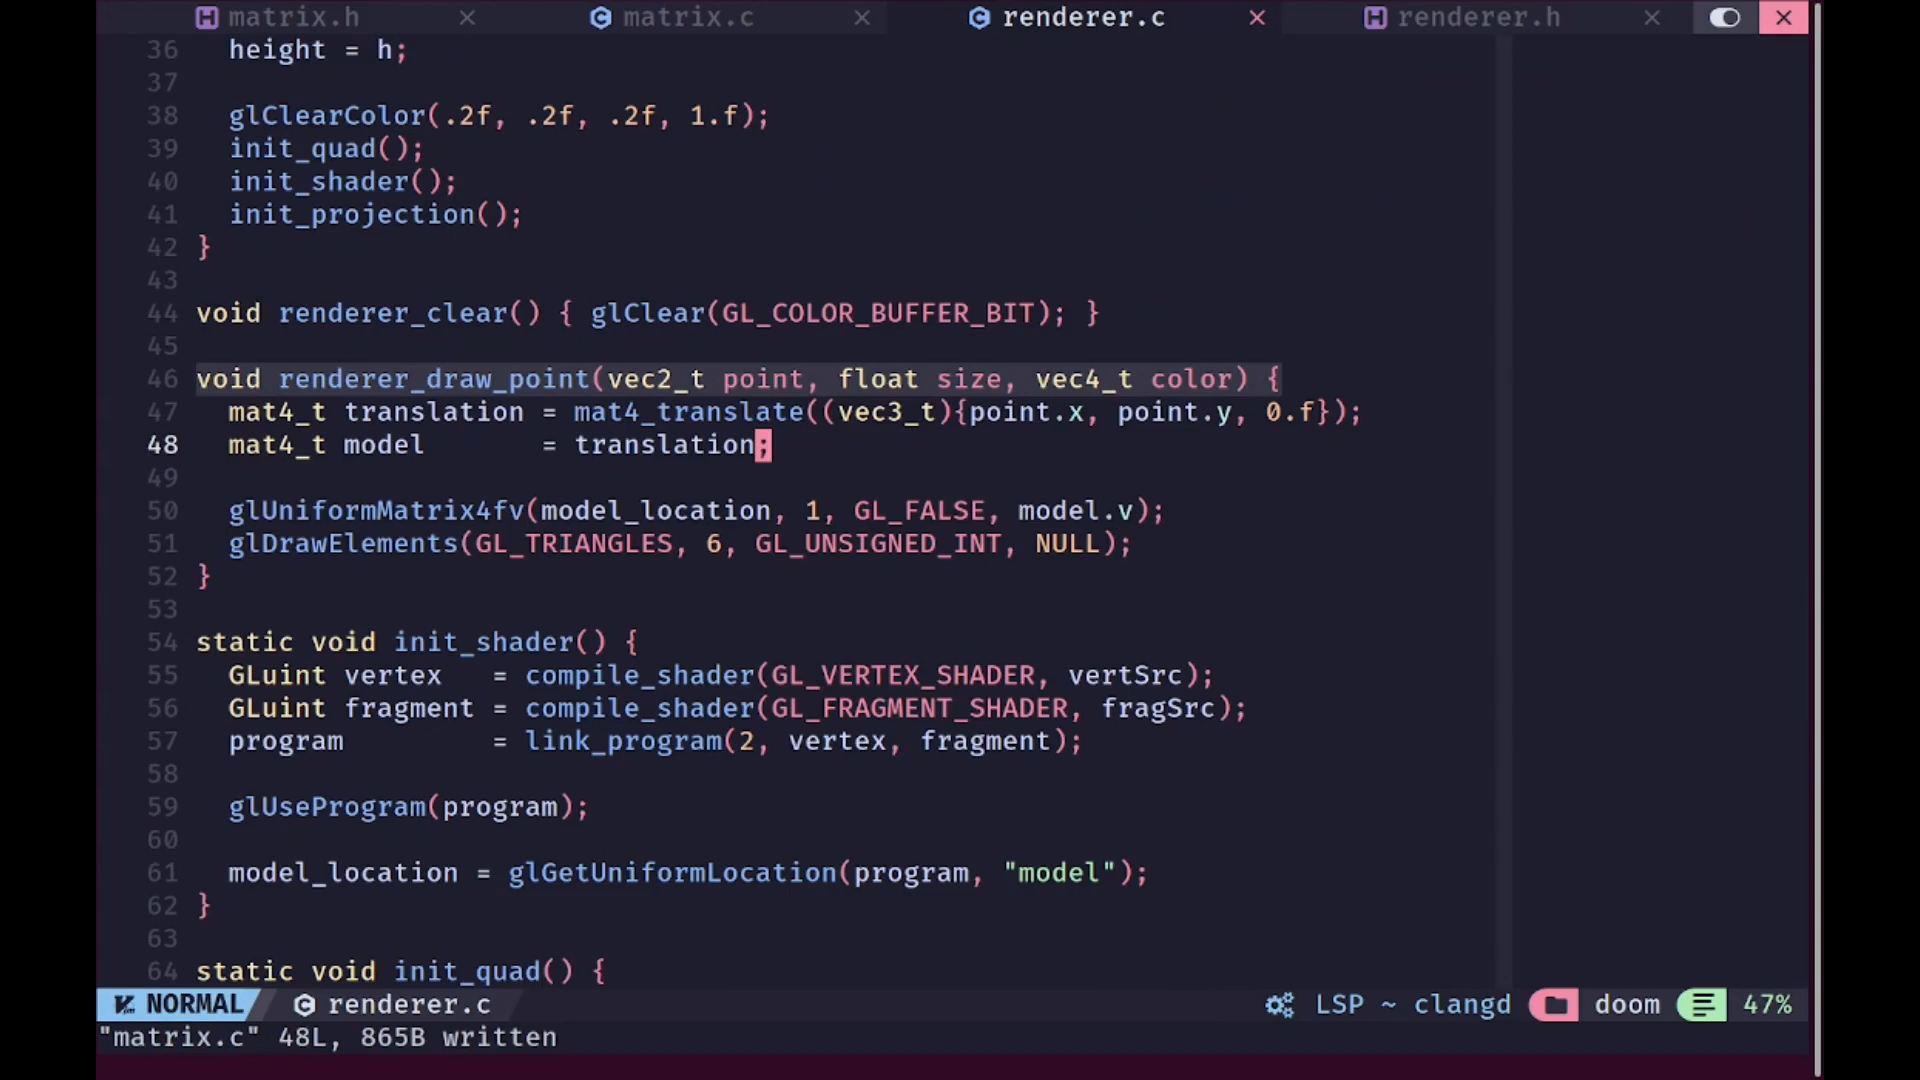 matrix.h
matrix.c
renderer.c
renderer.h
36   height = h;
37
38   glClearColor(.2f, .2f, .2f, 1.f);
39   init_quad();
40   init_shader();
41   init_projection();
42 }
43
44 void renderer_clear() { glClear(GL_COLOR_BUFFER_BIT); }
45
46 void renderer_draw_point(vec2_t point, float size, vec4_t color) {
47   mat4_t translation = mat4_translate((vec3_t){point.x, point.y, 0.f});
48   mat4_t model       = translation;
49
50   glUniformMatrix4fv(model_location, 1, GL_FALSE, model.v);
51   glDrawElements(GL_TRIANGLES, 6, GL_UNSIGNED_INT, NULL);
52 }
53
54 static void init_shader() {
55   GLuint vertex   = compile_shader(GL_VERTEX_SHADER, vertSrc);
56   GLuint fragment = compile_shader(GL_FRAGMENT_SHADER, fragSrc);
57   program         = link_program(2, vertex, fragment);
58
59   glUseProgram(program);
60
61   model_location = glGetUniformLocation(program, "model");
62 }
63
64 static void init_quad() {
NORMAL renderer.c LSP ~ clangd doom 47%
"matrix.c" 48L, 865B written